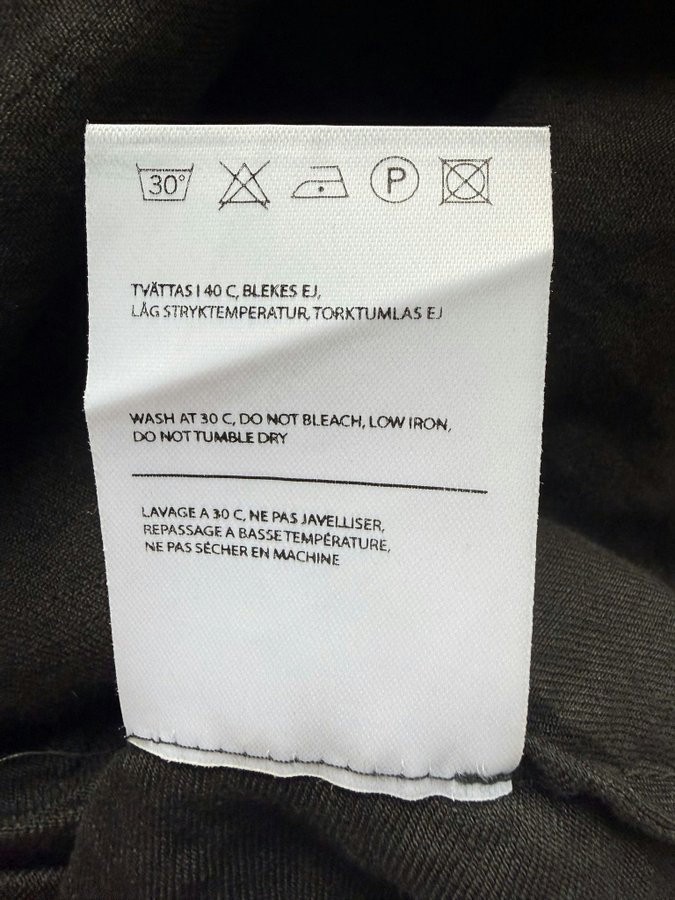 30°
P
TVÄTTAS I 40 C, BLEKES EJ,
LÅG STRYKTEMPERATUR, TORKTUMLAS EJ
WASH AT 30 C, DO NOT BLEACH, LOW IRON,
DO NOT TUMBLE DRY
LAVAGE A 30 C, NE PAS JAVELLISER,
REPASSAGE A BASSE TEMPÉRATURE,
NE PAS SÉCHER EN MACHINE